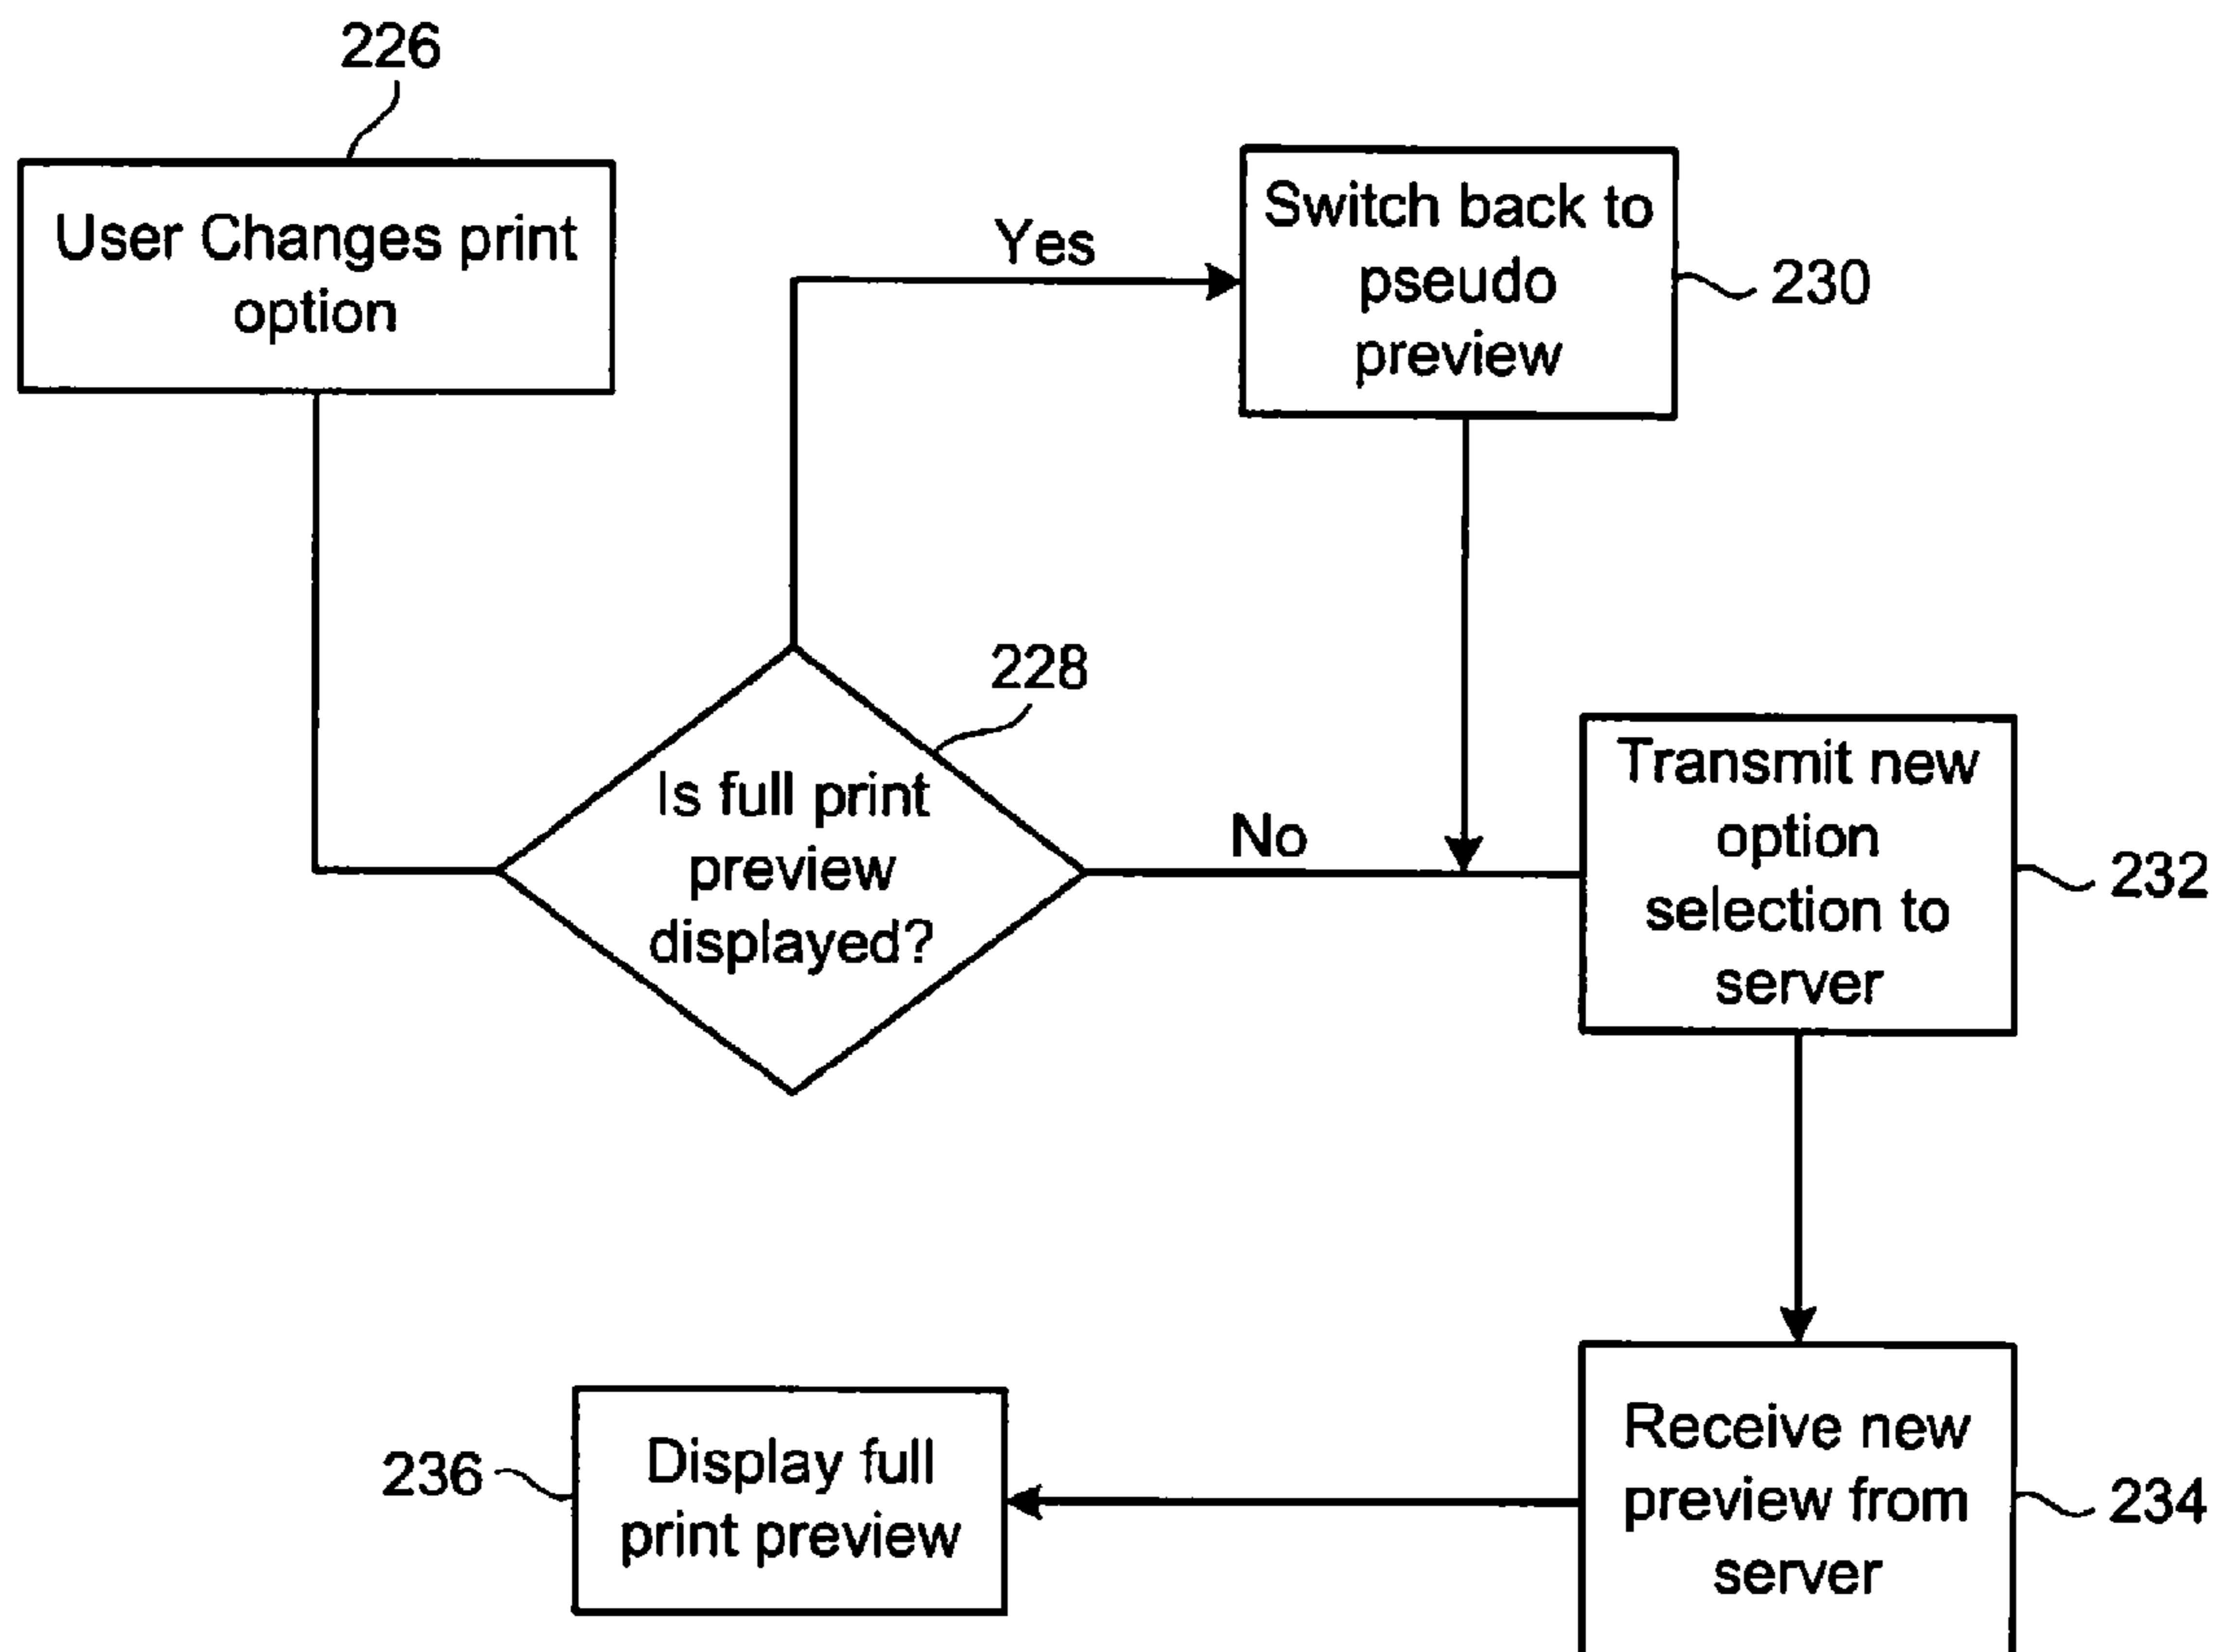 226
User Changes print
option
Yes
Switch back to
pseudo
preview
230
228
Is full print
preview
displayed?
No
Transmit new
option
selection to
server
232
236
Display full
print preview
Receive new
preview from
server
234